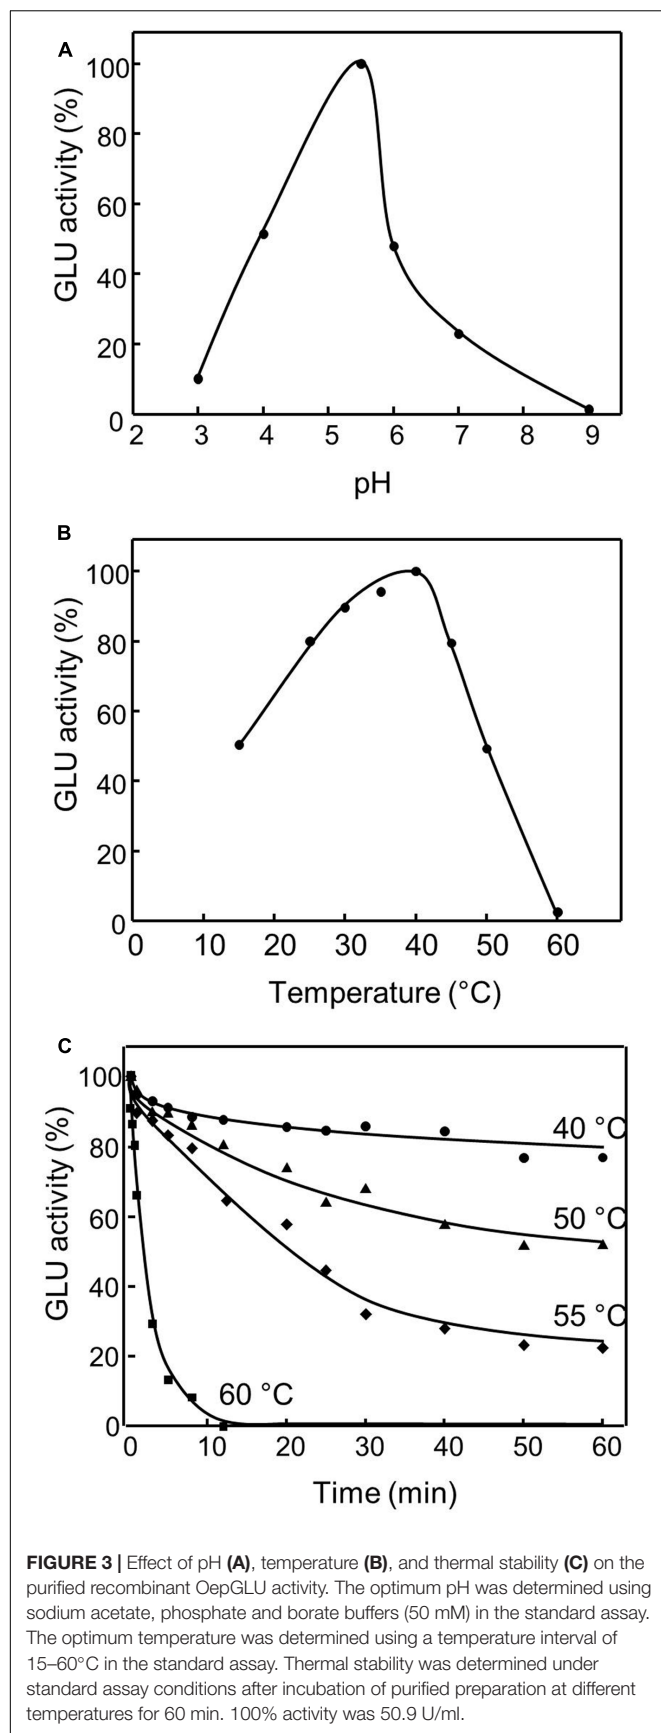 A
100
80
60
40
20
0
GLU activity (%)
2 3 4 5 6 7 8 9
pH
B
100
80
60
40
20
0
GLU activity (%)
0 10 20 30 40 50 60
Temperature (°C)
C
100
80
60
40
20
0
GLU activity (%)
40 °C
50 °C
55 °C
60 °C
0 10 20 30 40 50 60
Time (min)
FIGURE 3 | Effect of pH (A), temperature (B), and thermal stability (C) on the
purified recombinant OepGLU activity. The optimum pH was determined using
sodium acetate, phosphate and borate buffers (50 mM) in the standard assay.
The optimum temperature was determined using a temperature interval of
15–60°C in the standard assay. Thermal stability was determined under
standard assay conditions after incubation of purified preparation at different
temperatures for 60 min. 100% activity was 50.9 U/ml.